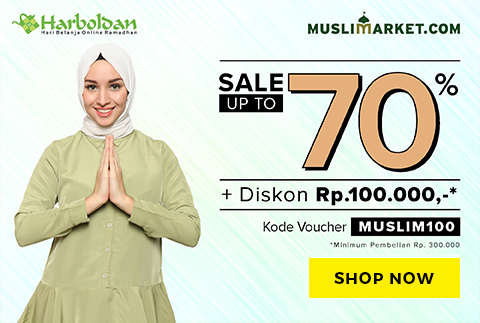 Harboldan
Hari Belanja Online Ramadhan
MUSLIMARKET.COM
SALE
UP TO
70%
+ Diskon Rp.100.000,-*
Kode Voucher MUSLIM100
*Minimum Pembelian Rp. 300.000
SHOP NOW